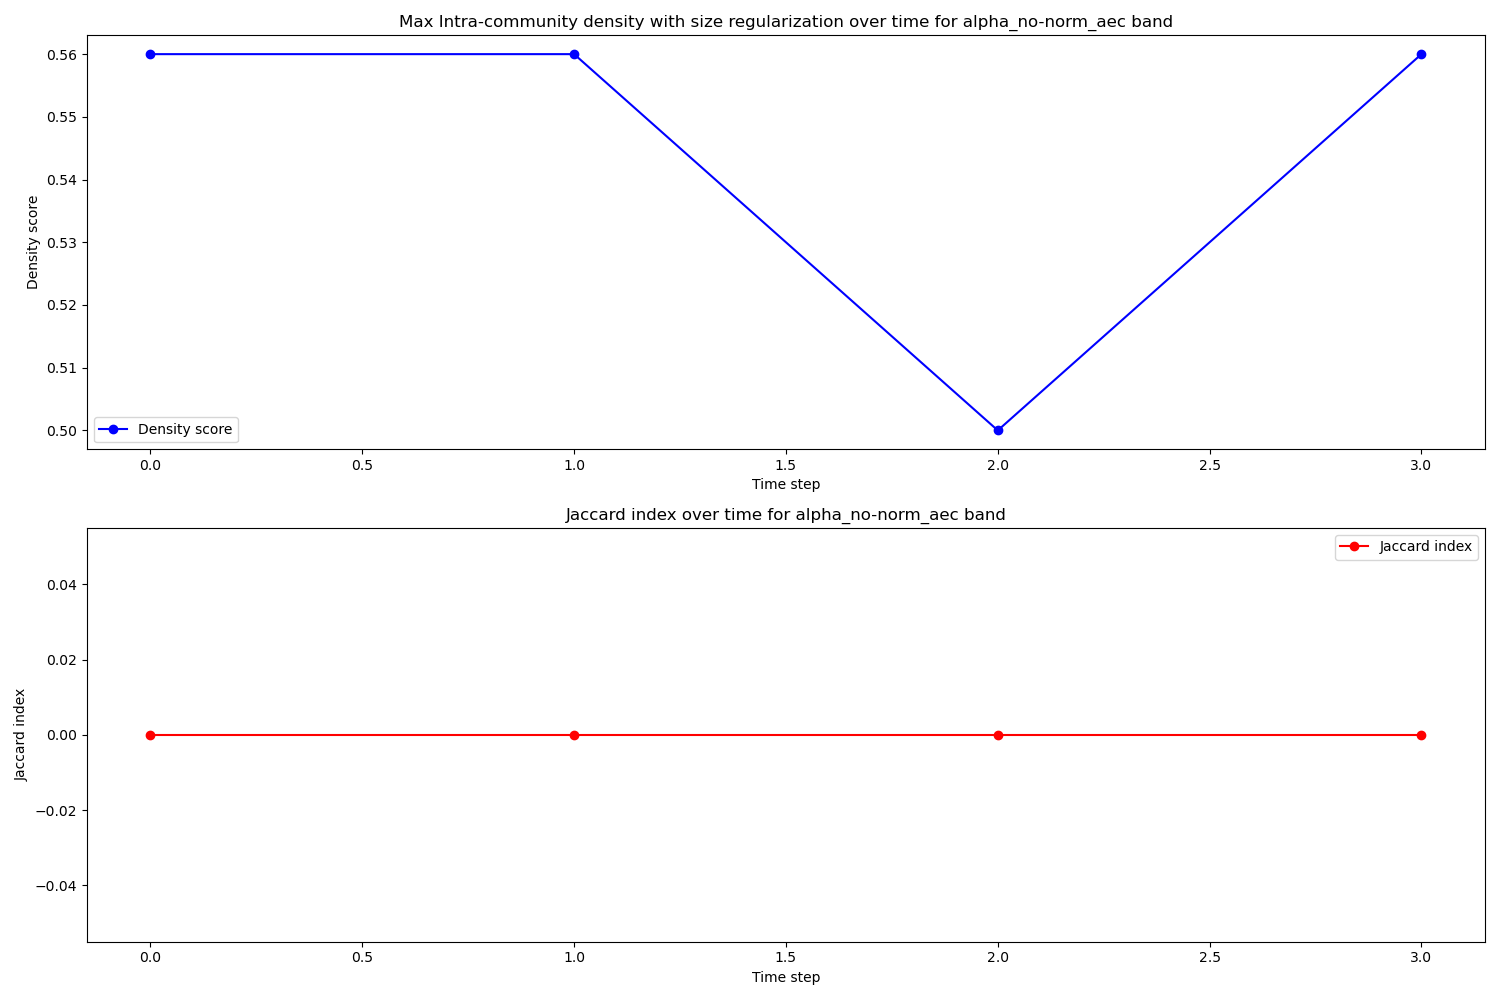 Max Intra-community density with size regularization over time for alpha_no-norm_aec band
0.56
0.55
0.54
0.53
0.52
0.51
0.50
Density score
Density score
0.0 0.5 1.0 1.5 2.0 2.5 3.0
Time step
Jaccard index over time for alpha_no-norm_aec band
Jaccard index
0.04
0.02
0.00
−0.02
−0.04
Jaccard index
0.0 0.5 1.0 1.5 2.0 2.5 3.0
Time step